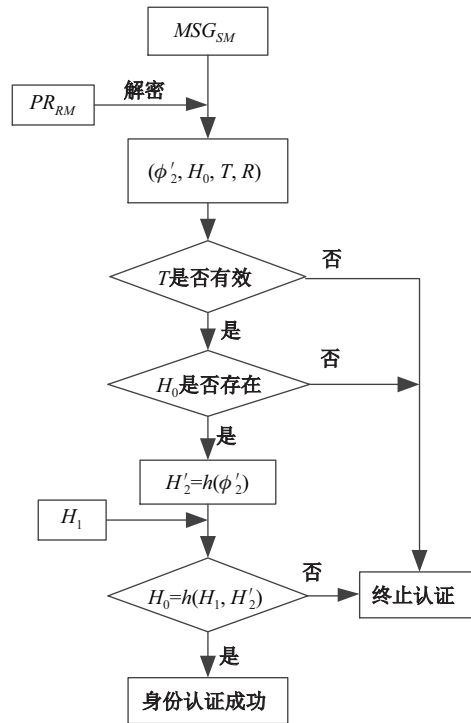 MSG_SM
PR_RM
解密
(ϕ′₂, H₀, T, R)
T是否有效
否
是
H₀是否存在
否
是
H′₂=h(ϕ′₂)
H₁
H₀=h(H₁, H′₂)
否
终止认证
是
身份认证成功